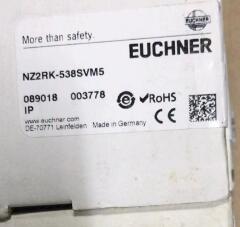 More than safety.
EUCHNER
EUCHNER
NZ2RK-538SVM5
089018 003778
IP
RoHS
www.euchner.com
DE-70771 Leinfelden Made in Germany
CE